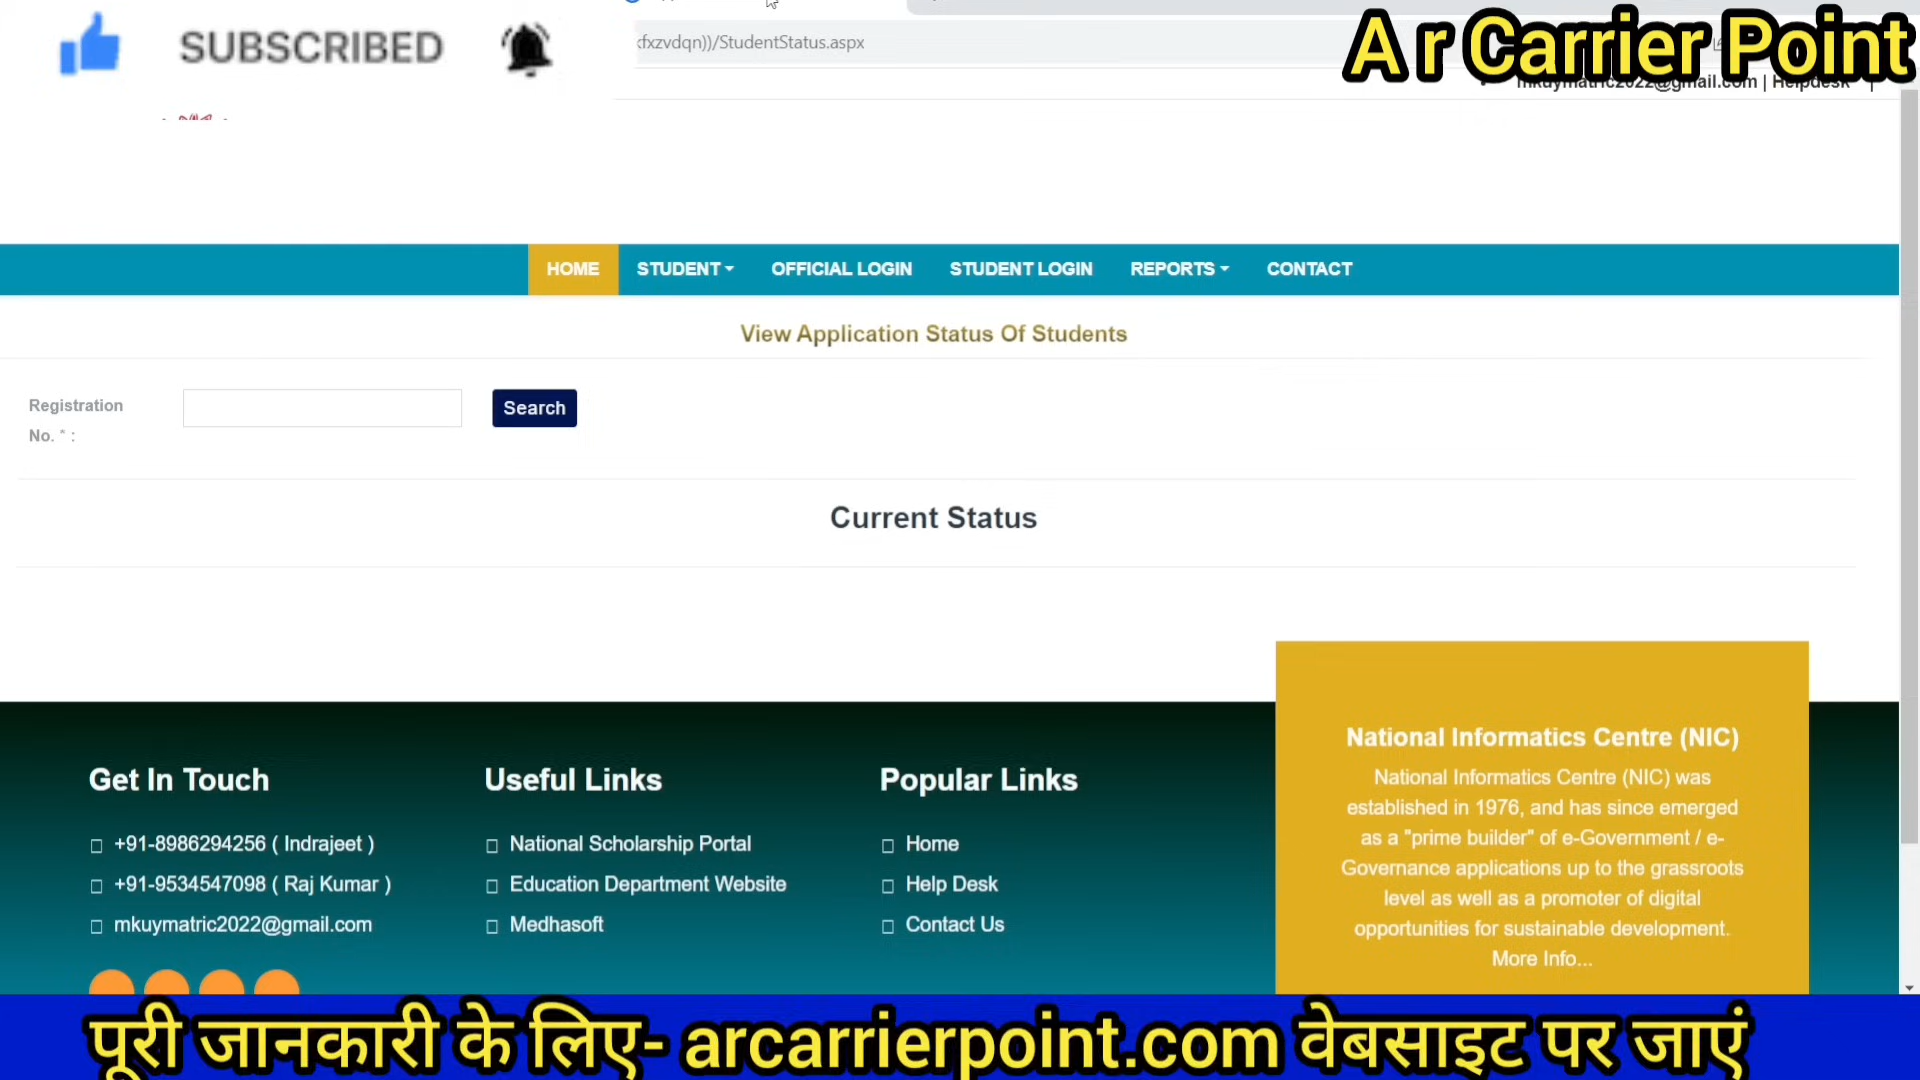 SUBSCRIBED
kfxzvdqn))/StudentStatus.aspx
A r Carrier Point
mkuymatric2022@gmail.com | Helpdesk |
HOME STUDENT OFFICIAL LOGIN STUDENT LOGIN REPORTS CONTACT
View Application Status Of Students
Registration
No. * :
Search
Current Status
Get In Touch
+91-8986294256 ( Indrajeet )
+91-9534547098 ( Raj Kumar )
mkuymatric2022@gmail.com
Useful Links
National Scholarship Portal
Education Department Website
Medhasoft
Popular Links
Home
Help Desk
Contact Us
National Informatics Centre (NIC)
National Informatics Centre (NIC) was
established in 1976, and has since emerged
as a "prime builder" of e-Government / e-
Governance applications up to the grassroots
level as well as a promoter of digital
opportunities for sustainable development.
More Info...
पूरी जानकारी के लिए- arcarrierpoint.com वेबसाइट पर जाएं